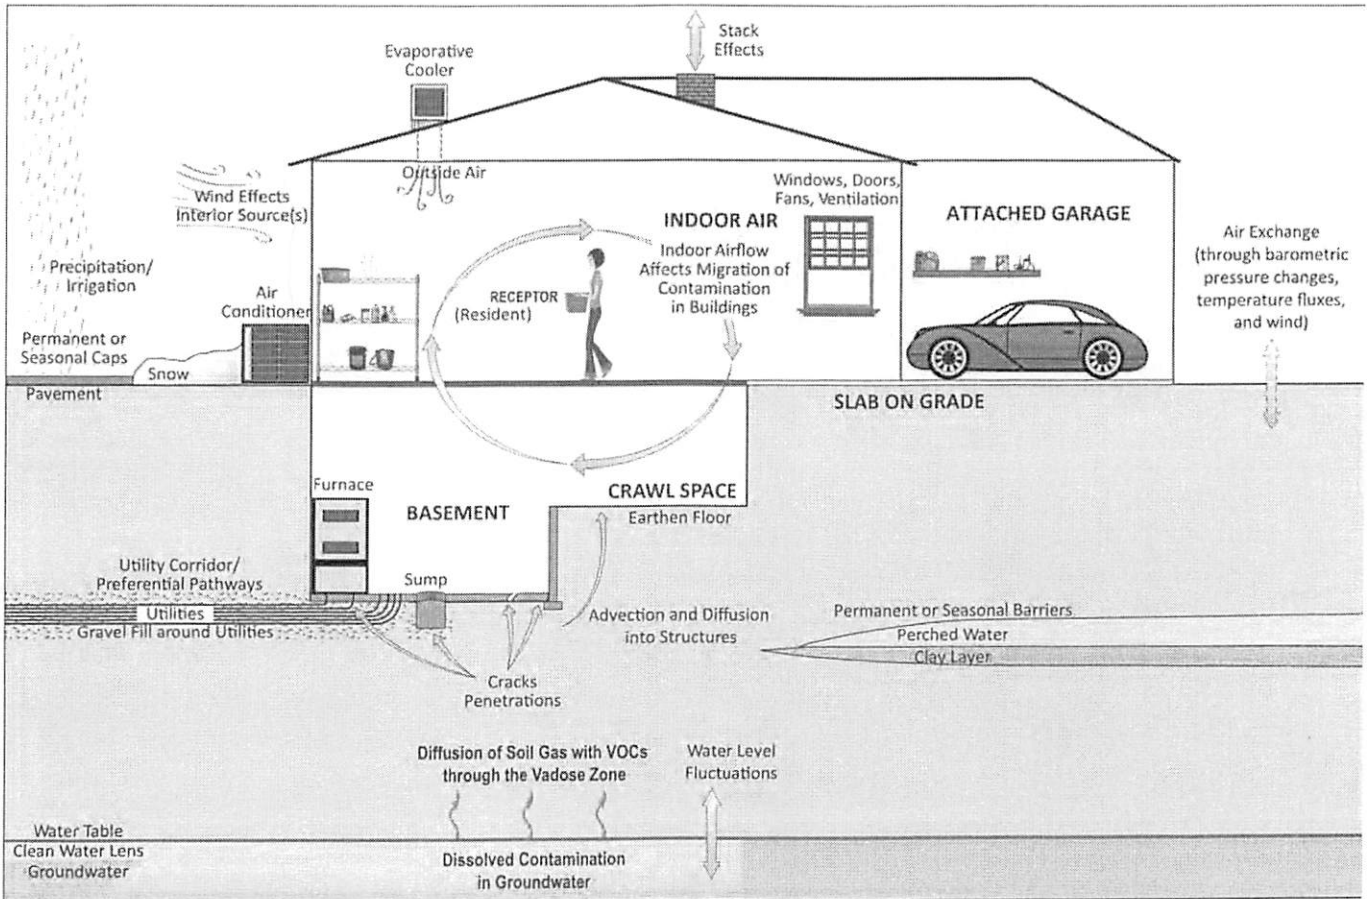 Stack
Effects
Evaporative
Cooler
Outside Air
Wind Effects
Interior Source(s)
Windows, Doors,
Fans, Ventilation
INDOOR AIR
Indoor Airflow
Affects Migration of
Contamination
in Buildings
ATTACHED GARAGE
Air Exchange
(through barometric
pressure changes,
temperature fluxes,
and wind)
Precipitation/
Irrigation
Air
Conditioner
RECEPTOR
(Resident)
Permanent or
Seasonal Caps
Snow
Pavement
SLAB ON GRADE
Furnace
BASEMENT
CRAWL SPACE
Earthen Floor
Utility Corridor/
Preferential Pathways
Utilities
Gravel Fill around Utilities
Sump
Advection and Diffusion
into Structures
Permanent or Seasonal Barriers
Perched Water
Clay Layer
Cracks
Penetrations
Diffusion of Soil Gas with VOCs
through the Vadose Zone
Water Level
Fluctuations
Water Table
Clean Water Lens
Groundwater
Dissolved Contamination
in Groundwater